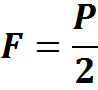 F = P/2